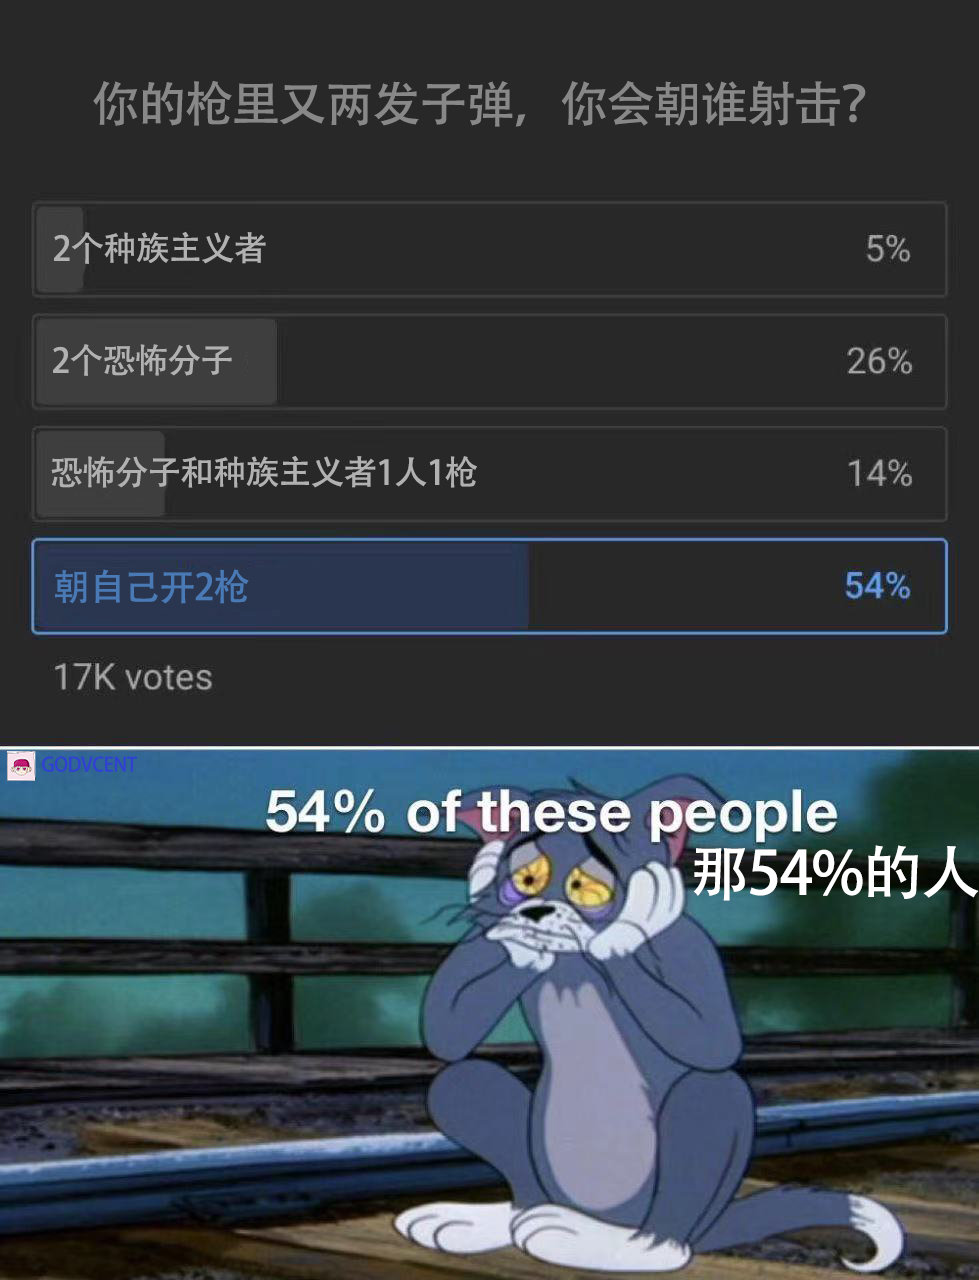 你的枪里又两发子弹，你会朝谁射击？
2个种族主义者 5%
2个恐怖分子 26%
恐怖分子和种族主义者1人1枪 14%
朝自己开2枪 54%
17K votes
GODVCENT
54% of these people
那54%的人